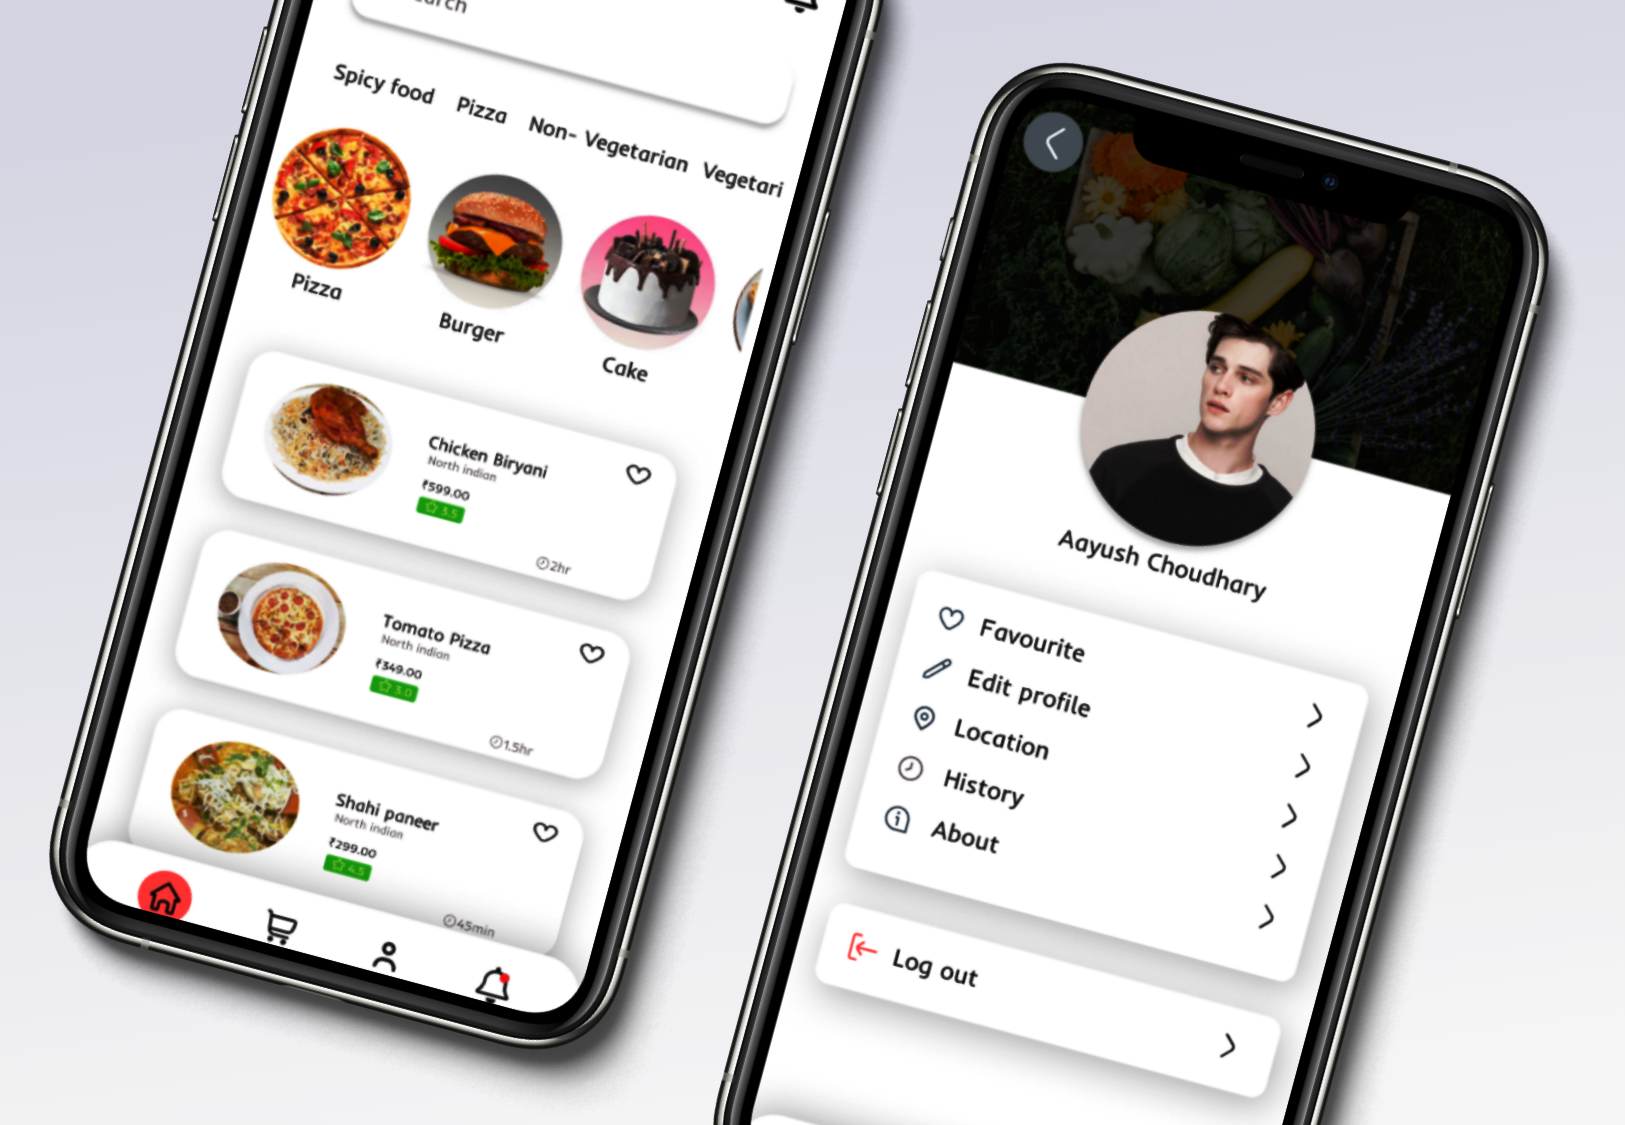 Spicy food Pizza Non- Vegetarian Vegetari
Pizza
Burger
Cake
Chicken Biryani
North indian
₹599.00
3.5
2hr
Tomato Pizza
North indian
₹349.00
3.0
1.5hr
Shahi paneer
North indian
₹299.00
4.5
45min
Aayush Choudhary
Favourite
Edit profile
Location
History
About
Log out